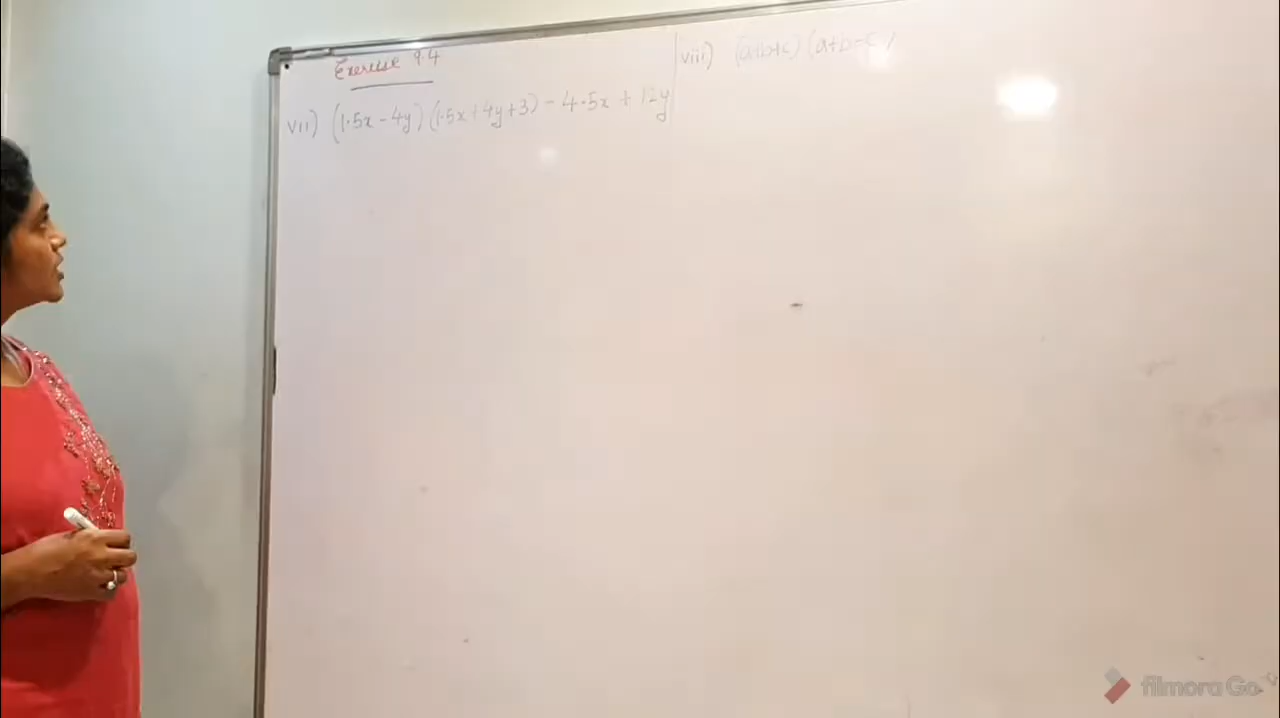 Exercise 9.4
vii) (1.5x - 4y) (1.5x + 4y + 3) - 4.5x + 12y
viii) (a+b+c) (a+b-c)
filmora Go